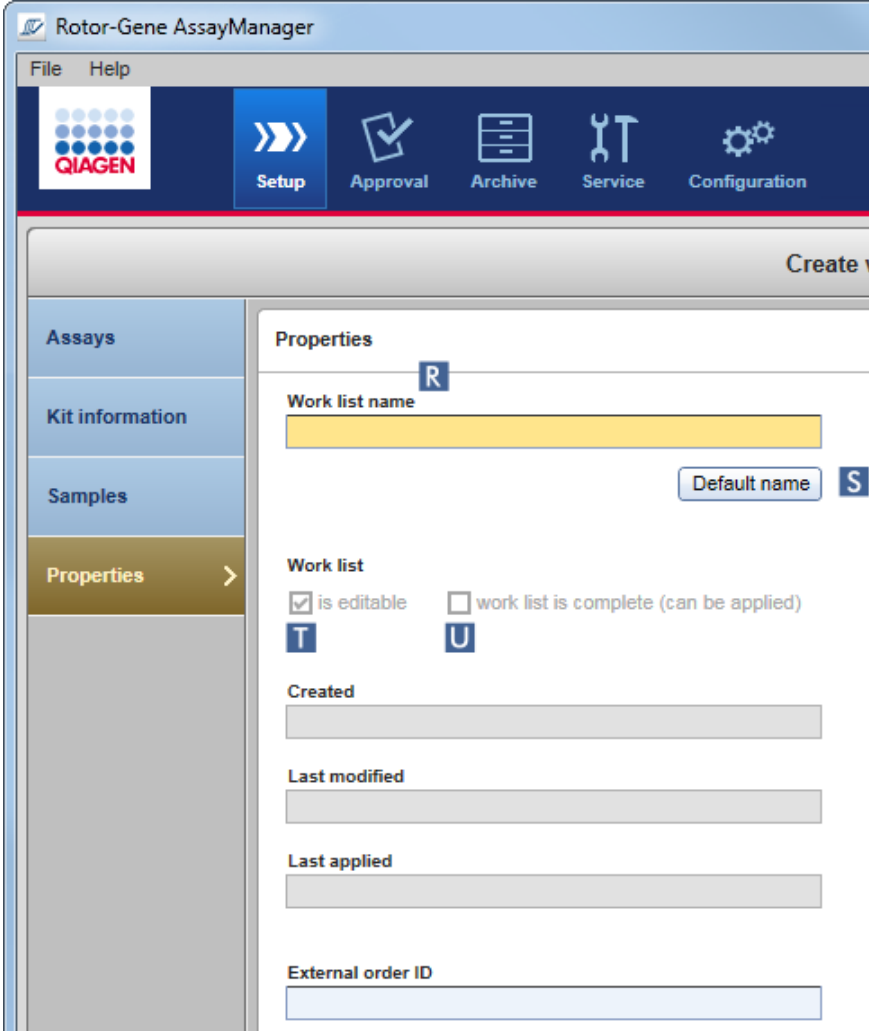 Rotor-Gene AssayManager
File Help
QIAGEN
Setup Approval Archive Service Configuration
Create
Assays
Kit information
Samples
Properties
Properties
R
Work list name
Default name S
Work list
is editable work list is complete (can be applied)
T U
Created
Last modified
Last applied
External order ID